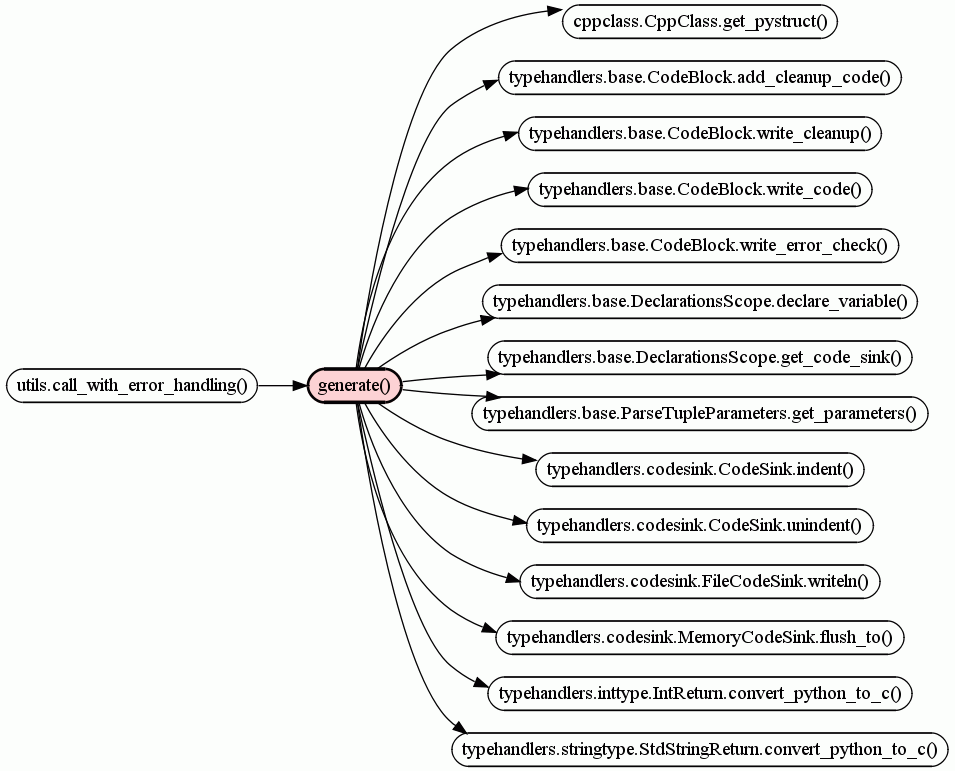 cppclass.CppClass.get_pystruct()
typehandlers.base.CodeBlock.add_cleanup_code()
typehandlers.base.CodeBlock.write_cleanup()
typehandlers.base.CodeBlock.write_code()
typehandlers.base.CodeBlock.write_error_check()
typehandlers.base.DeclarationsScope.declare_variable()
typehandlers.base.DeclarationsScope.get_code_sink()
utils.call_with_error_handling()
generate()
typehandlers.base.ParseTupleParameters.get_parameters()
typehandlers.codesink.CodeSink.indent()
typehandlers.codesink.CodeSink.unindent()
typehandlers.codesink.FileCodeSink.writeln()
typehandlers.codesink.MemoryCodeSink.flush_to()
typehandlers.inttype.IntReturn.convert_python_to_c()
typehandlers.stringtype.StdStringReturn.convert_python_to_c()